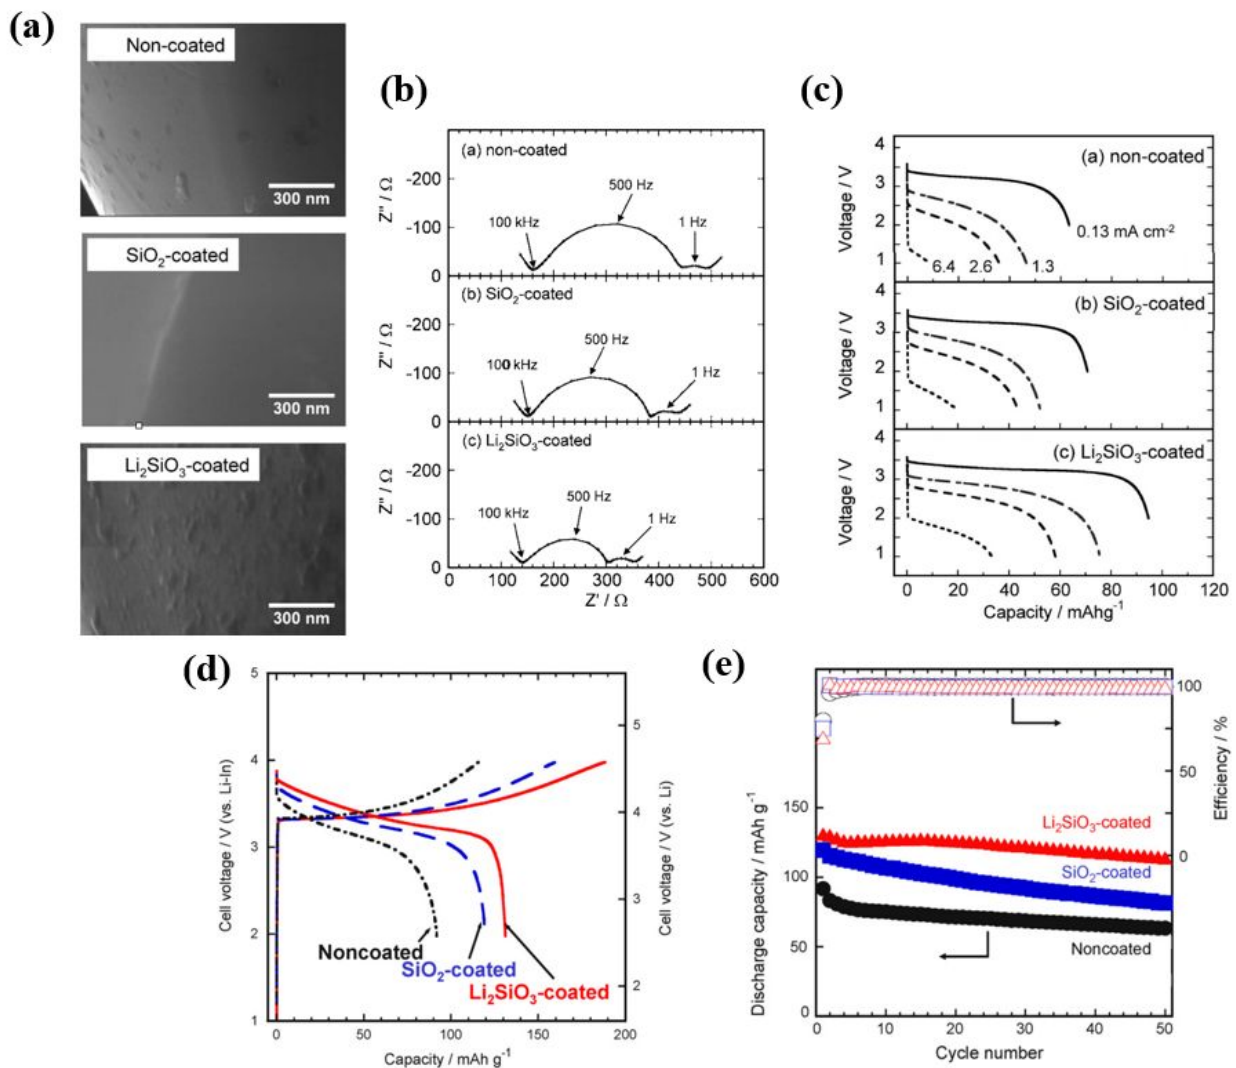 (a)
Non-coated
300 nm
SiO₂-coated
300 nm
Li₂SiO₃-coated
300 nm
(b)
(a) non-coated
-200
-100
0
Z'' / Ω
100 kHz
500 Hz
1 Hz
(b) SiO₂-coated
-200
-100
0
Z'' / Ω
100 kHz
500 Hz
1 Hz
(c) Li₂SiO₃-coated
-200
-100
0
Z'' / Ω
100 kHz
500 Hz
1 Hz
0 100 200 300 400 500 600
Z' / Ω
(c)
(a) non-coated
4
3
2
1
Voltage / V
0.13 mA cm⁻²
6.4 2.6 1.3
(b) SiO₂-coated
4
3
2
1
Voltage / V
(c) Li₂SiO₃-coated
4
3
2
1
Voltage / V
0 20 40 60 80 100 120
Capacity / mAhg⁻¹
(d)
5
4
3
2
1
Cell voltage / V (vs. Li-In)
5
4
3
2
Cell voltage / V (vs. Li)
Noncoated
SiO₂-coated
Li₂SiO₃-coated
0 50 100 150 200
Capacity / mAh g⁻¹
(e)
150
100
50
0
Discharge capacity / mAh g⁻¹
100
50
0
Efficiency / %
Li₂SiO₃-coated
SiO₂-coated
Noncoated
0 10 20 30 40 50
Cycle number